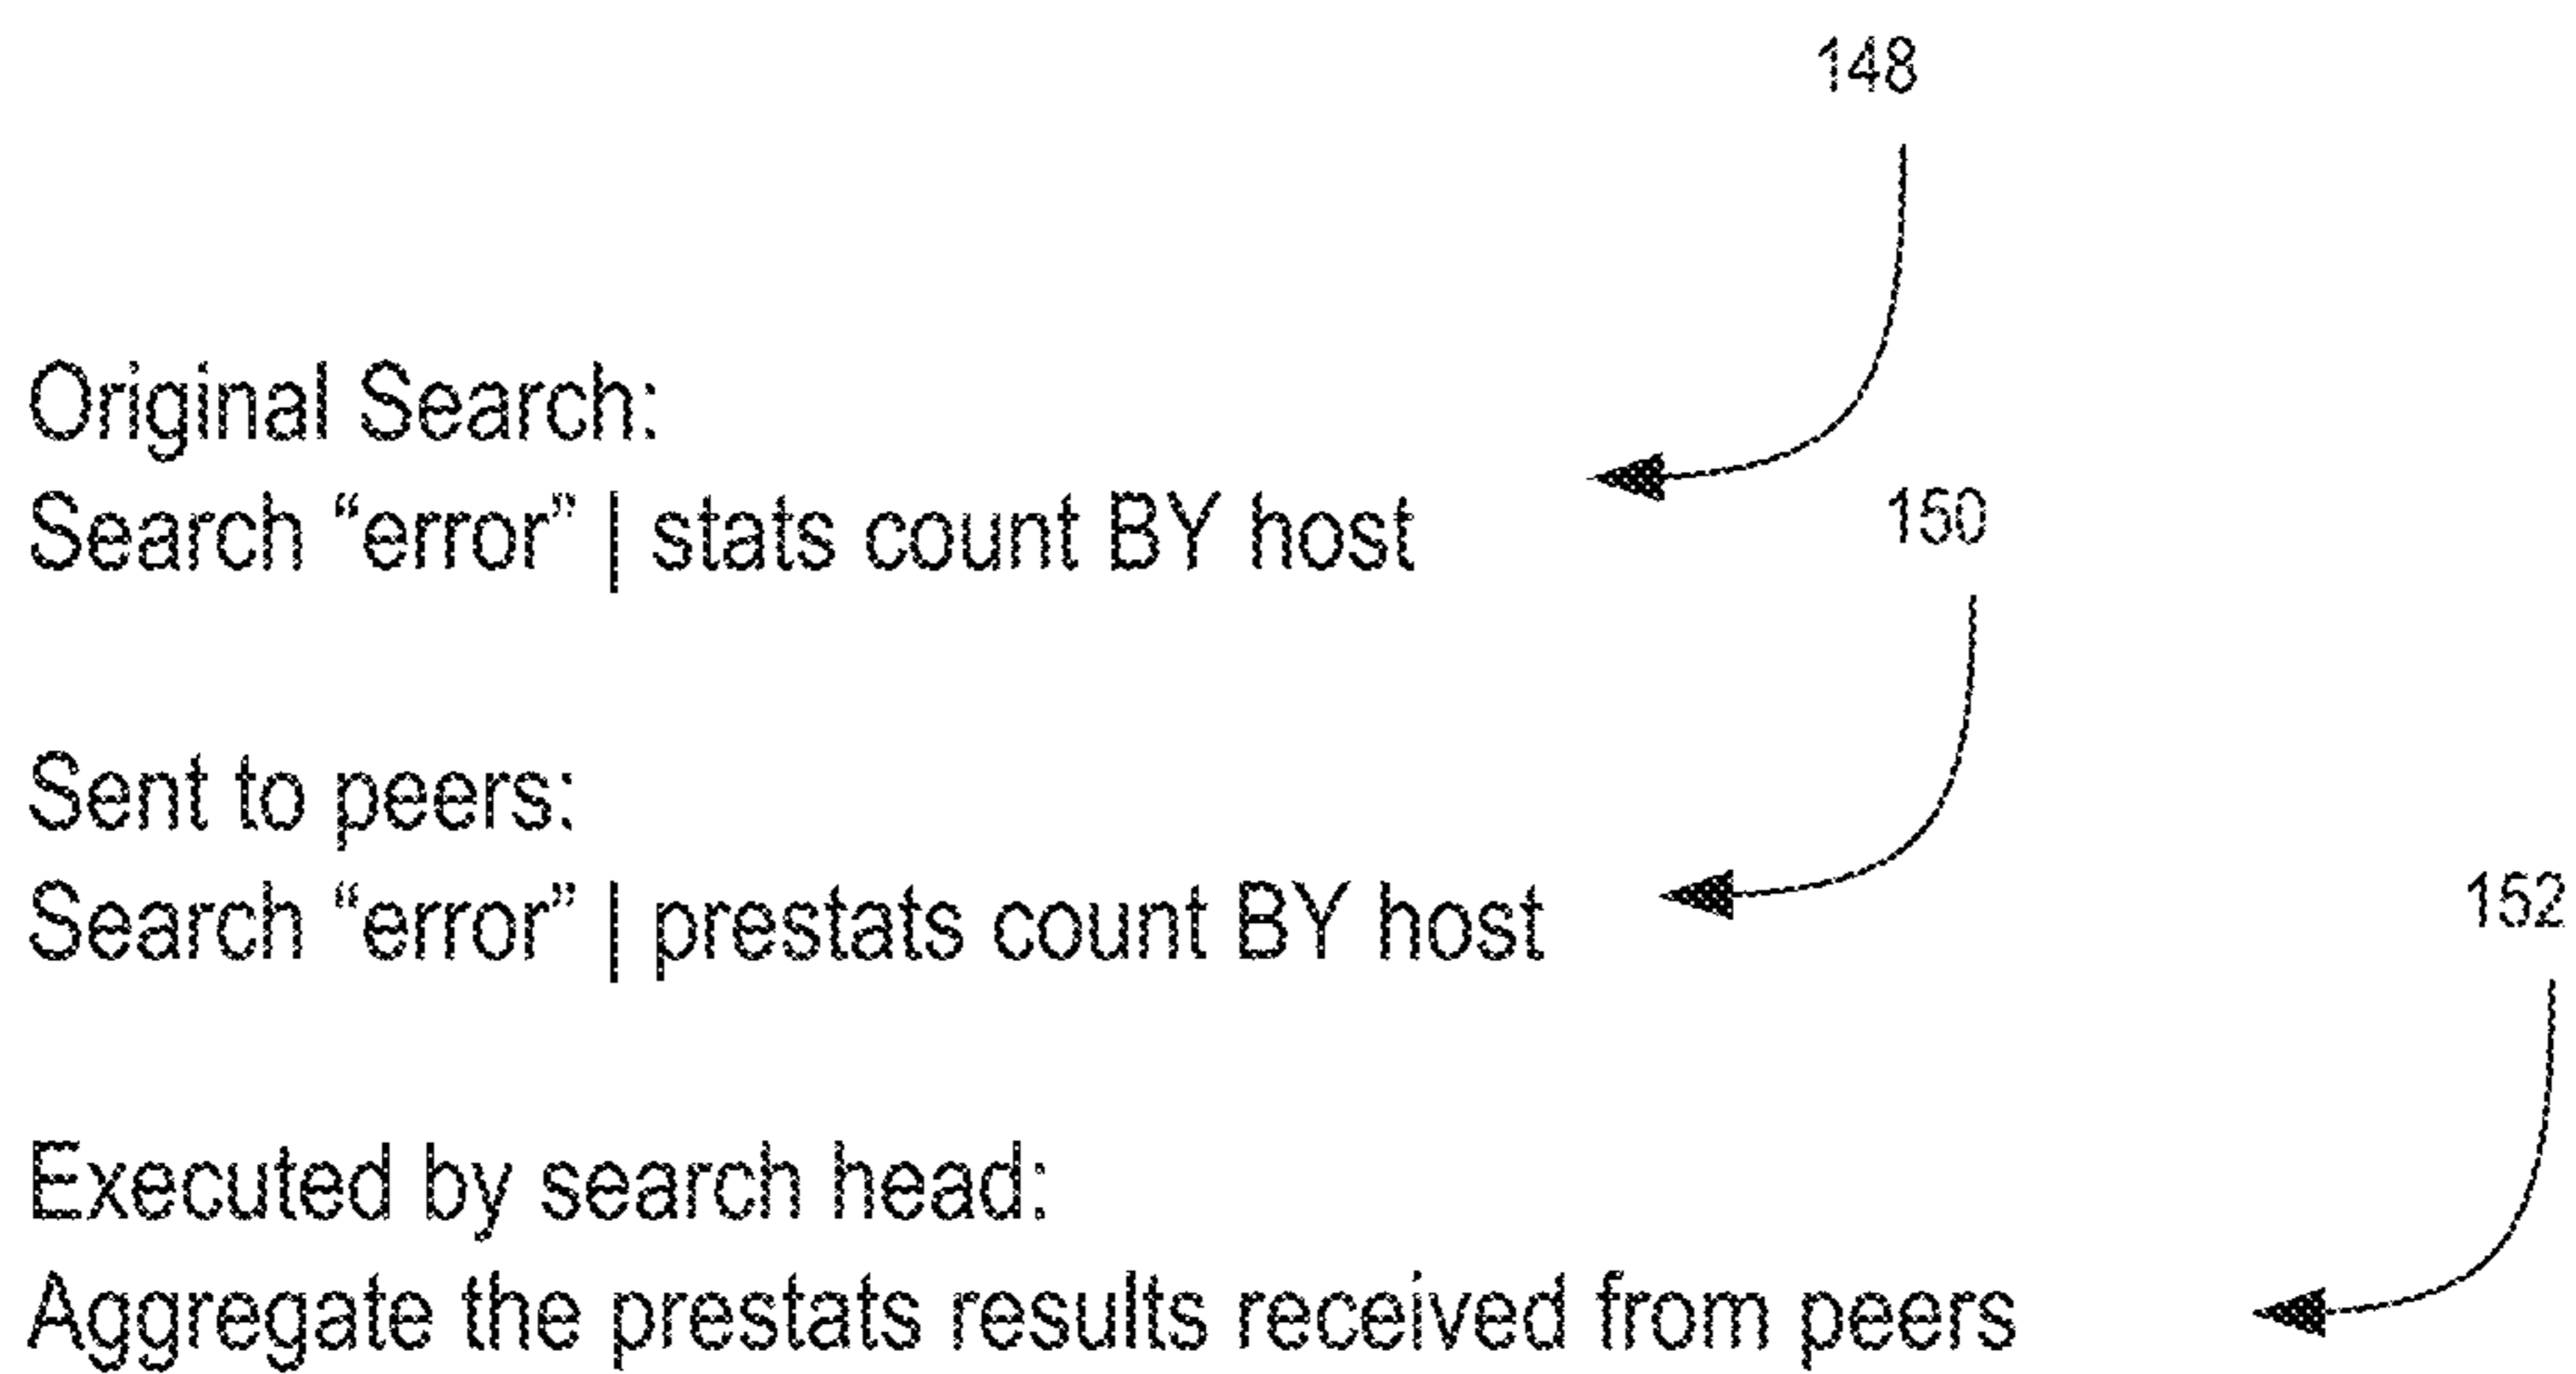 148
Original Search:
Search “error” | stats count BY host
150
Sent to peers:
Search “error” | prestats count BY host
152
Executed by search head:
Aggregate the prestats results received from peers